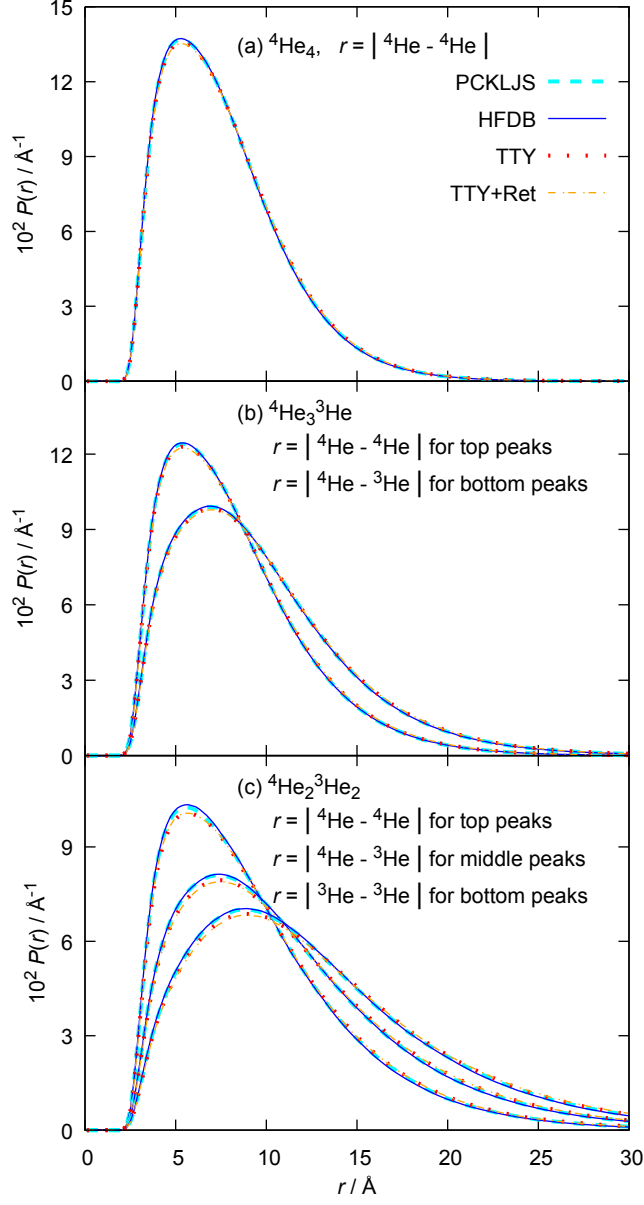 15
12
9
6
3
0
10² P(r) / Å⁻¹
(a) ⁴He₄, r = | ⁴He - ⁴He |
PCKLJS
HFDB
TTY
TTY+Ret
12
9
6
3
0
10² P(r) / Å⁻¹
(b) ⁴He₃³He
r = | ⁴He - ⁴He | for top peaks
r = | ⁴He - ³He | for bottom peaks
9
6
3
0
10² P(r) / Å⁻¹
(c) ⁴He₂³He₂
r = | ⁴He - ⁴He | for top peaks
r = | ⁴He - ³He | for middle peaks
r = | ³He - ³He | for bottom peaks
0 5 10 15 20 25 30
r / Å